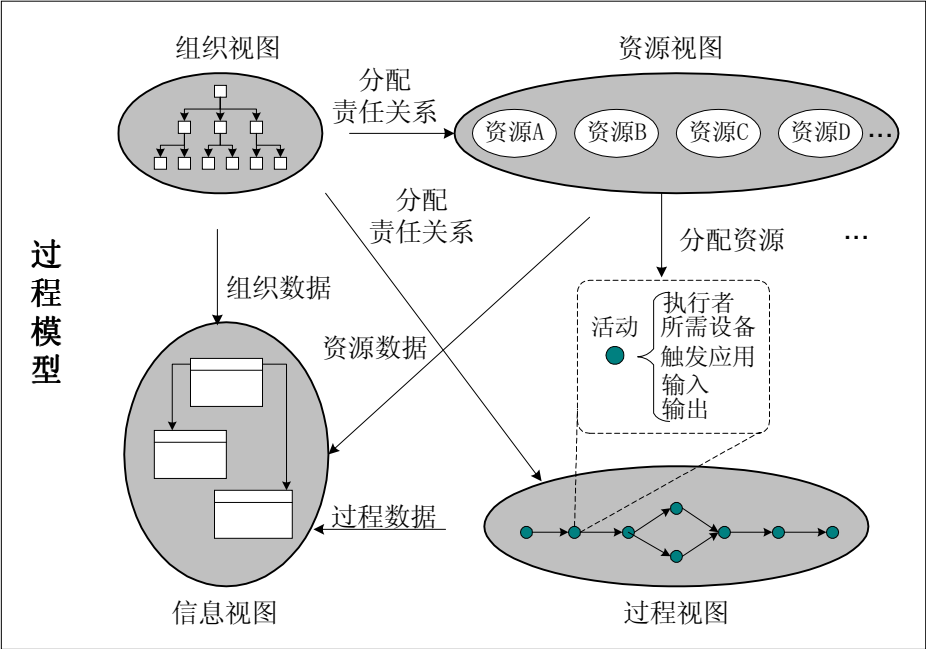 组织视图
资源视图
分配
责任关系
资源A
资源B
资源C
资源D
...
分配
责任关系
分配资源
...
过程模型
组织数据
资源数据
活动
执行者
所需设备
触发应用
输入
输出
过程数据
信息视图
过程视图